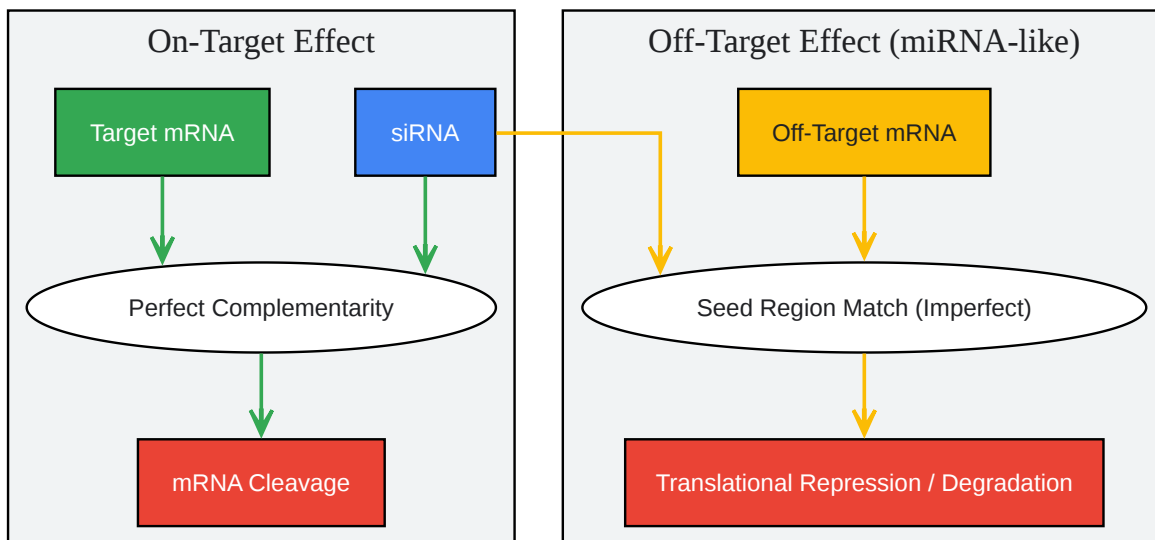 On-Target Effect
Target mRNA
siRNA
Perfect Complementarity
mRNA Cleavage
Off-Target Effect (miRNA-like)
Off-Target mRNA
Seed Region Match (Imperfect)
Translational Repression / Degradation